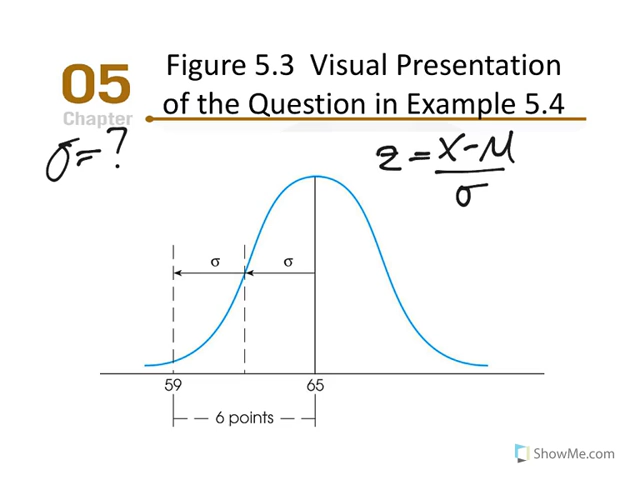 05
Chapter
Figure 5.3 Visual Presentation
of the Question in Example 5.4
σ = ?
z = X - μ
σ
σ σ
59 65
6 points
ShowMe.com